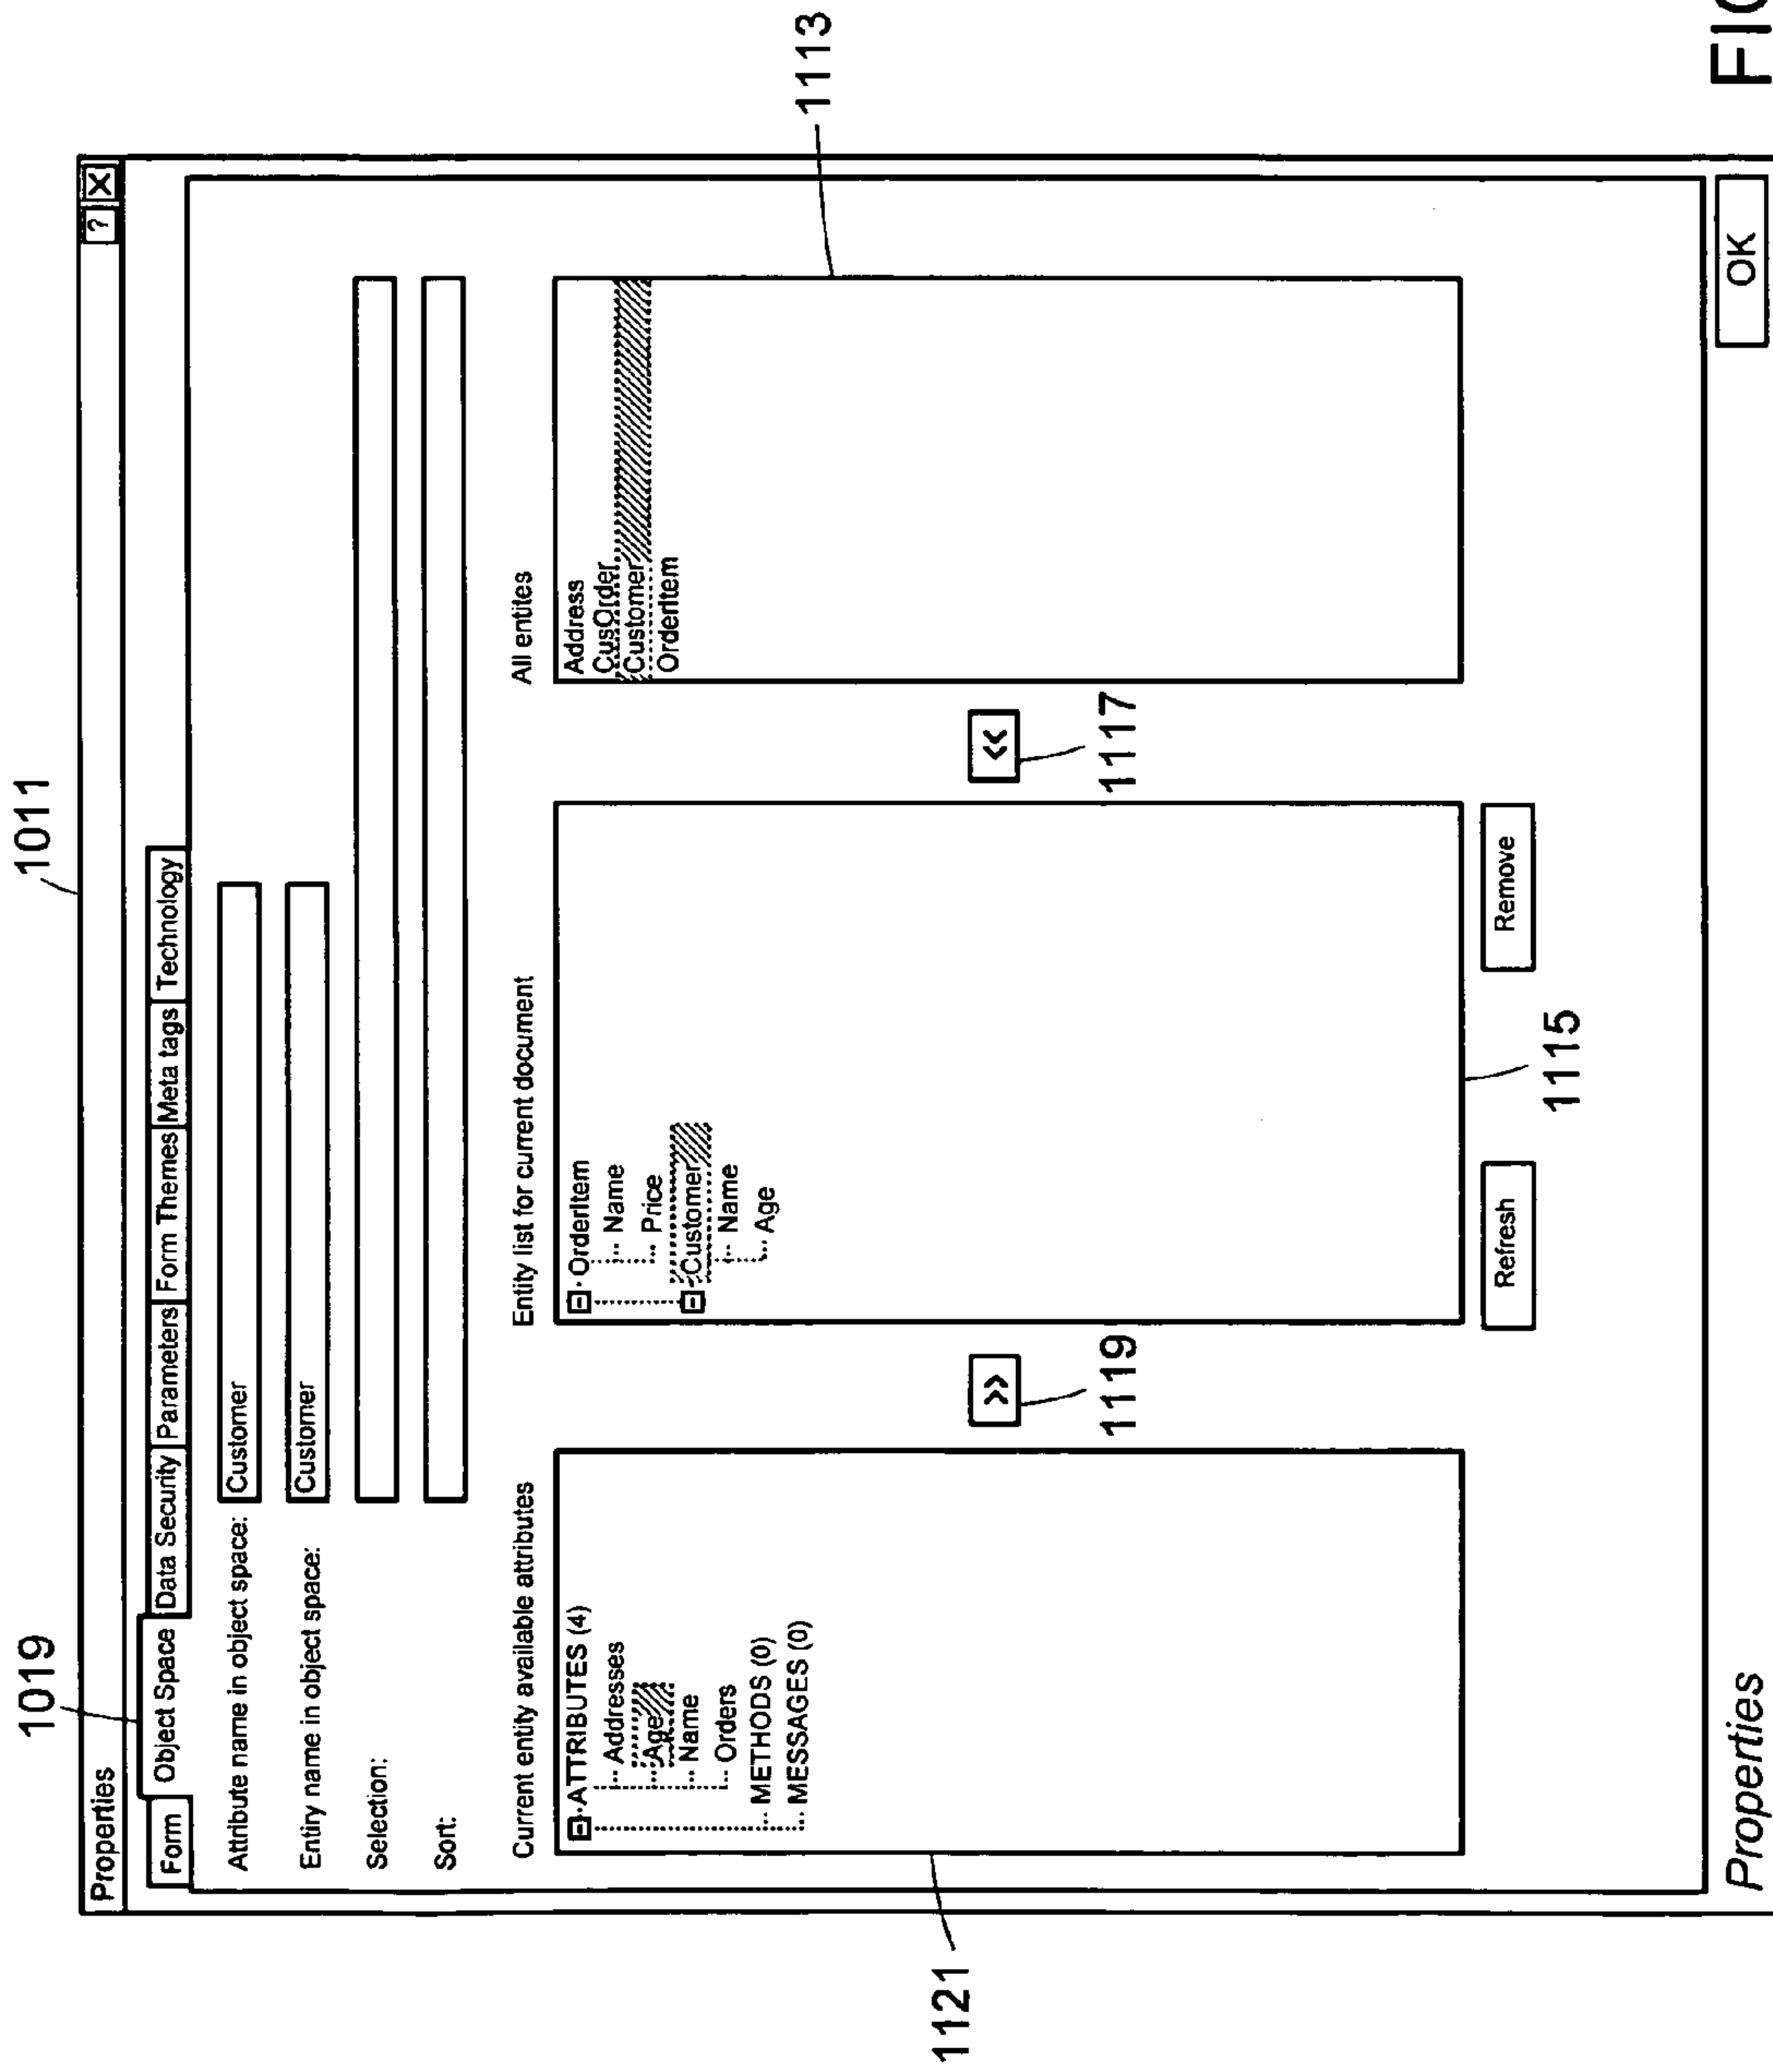 1011
1019
Properties
? X
Form Object Space Data Security Parameters Form Themes Meta tags Technology
Attribute name in object space: Customer
Entiry name in object space: Customer
Selection:
Sort:
Current entity available attributes
ATTRIBUTES (4)
Addresses
Age
Name
Orders
METHODS (0)
MESSAGES (0)
1121
>>
1119
Entity list for current document
OrderItem
Name
Price
Customer
Name
Age
Refresh
Remove
1115
<<
1117
All entites
Address
CusOrder
Customer
OrderItem
1113
OK
Properties